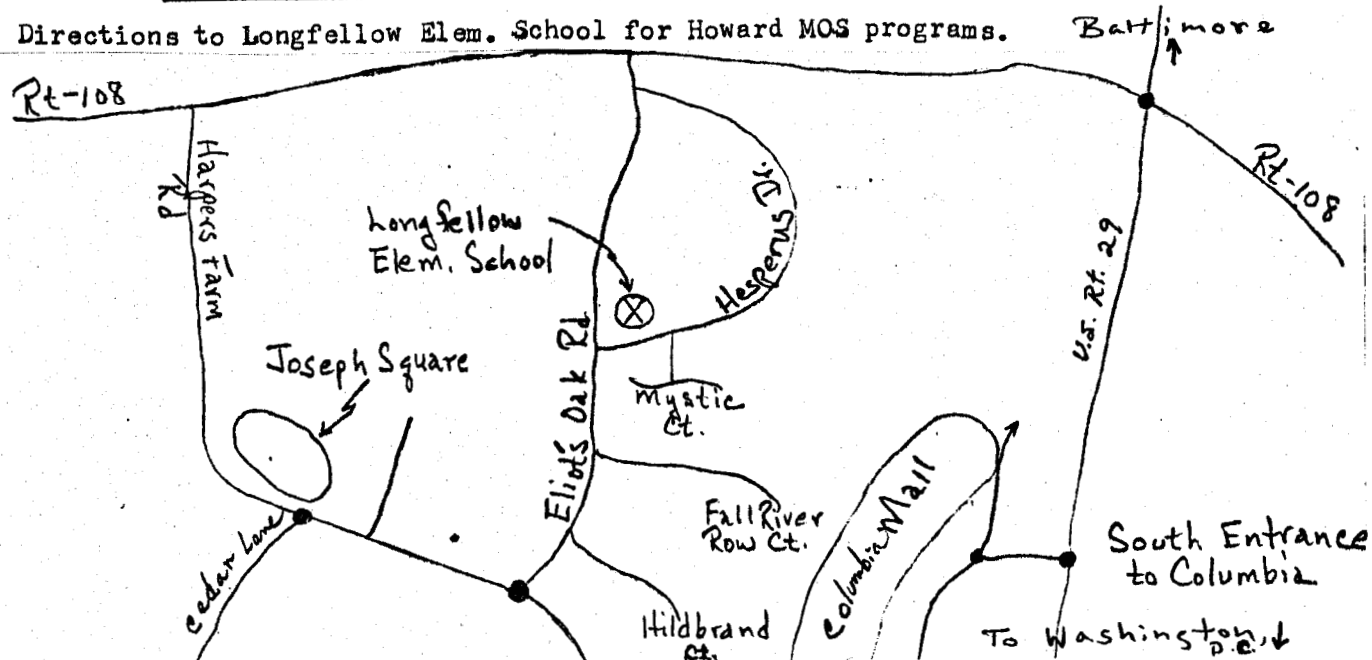 Directions to Longfellow Elem. School for Howard MOS programs.
Baltimore
Rt-108
Harpers Farm
Rd
Longfellow
Elem. School
Hesperus Dr.
Rt-108
U.S. Rt. 29
Joseph Square
Eliot's Oak Rd
Mystic
Ct.
Fall River
Row Ct.
Columbia Mall
South Entrance
to Columbia
Cedar Lane
Hildbrand
Ct.
To Washington, D.C.